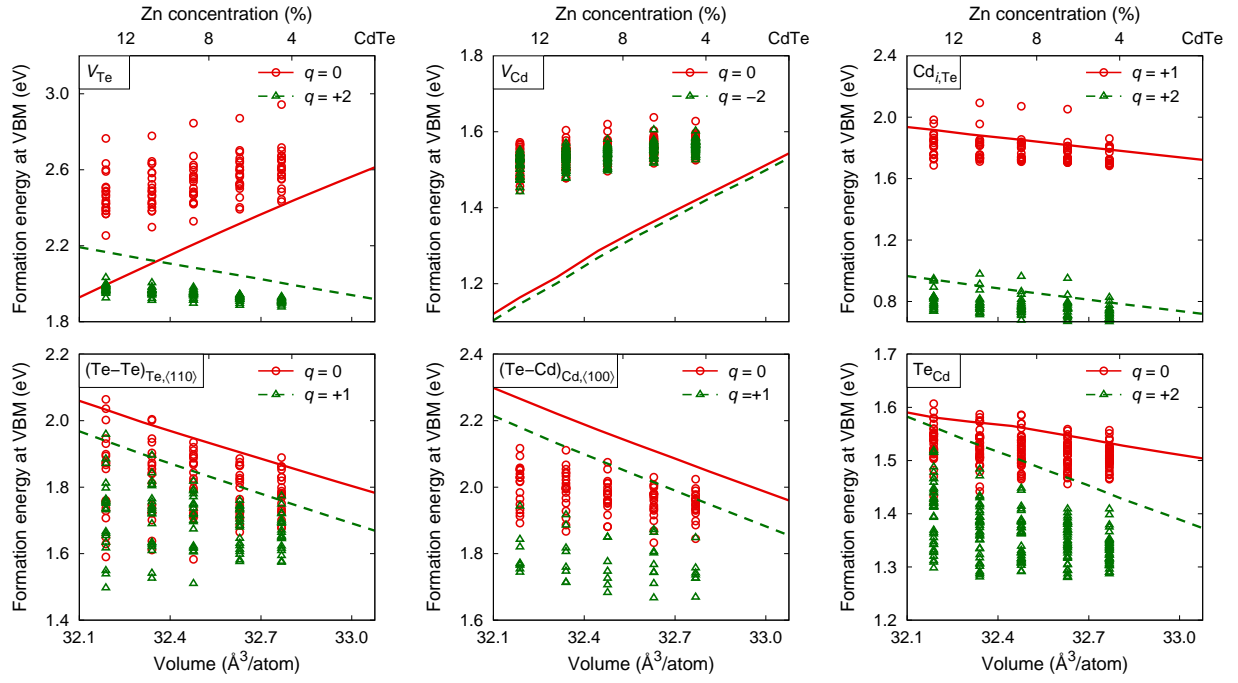 Zn concentration (%)
Zn concentration (%)
Zn concentration (%)
12 8 4 CdTe
12 8 4 CdTe
12 8 4 CdTe
Formation energy at VBM (eV)
3.0
2.6
2.2
1.8
V_Te
q = 0
q = +2
Formation energy at VBM (eV)
1.8
1.6
1.4
1.2
V_Cd
q = 0
q = −2
Formation energy at VBM (eV)
2.4
2.0
1.6
1.2
0.8
Cd_i,Te
q = +1
q = +2
Formation energy at VBM (eV)
2.2
2.0
1.8
1.6
1.4
(Te−Te)_Te,⟨110⟩
q = 0
q = +1
32.1 32.4 32.7 33.0
Volume (Å³/atom)
Formation energy at VBM (eV)
2.4
2.2
2.0
1.8
1.6
(Te−Cd)_Cd,⟨100⟩
q = 0
q =+1
32.1 32.4 32.7 33.0
Volume (Å³/atom)
Formation energy at VBM (eV)
1.7
1.6
1.5
1.4
1.3
1.2
Te_Cd
q = 0
q = +2
32.1 32.4 32.7 33.0
Volume (Å³/atom)